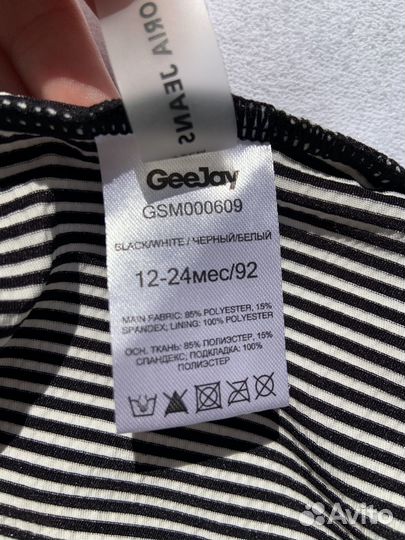 ORIA JEANS
GeeJay
GSM000609
BLACK/WHITE / ЧЕРНЫЙ/БЕЛЫЙ
12-24мес/92
MAIN FABRIC: 85% POLYESTER, 15%
SPANDEX; LINING: 100% POLYESTER
ОСН. ТКАНЬ: 85% ПОЛИЭСТЕР, 15%
СПАНДЕКС; ПОДКЛАДКА: 100%
ПОЛИЭСТЕР
Avito